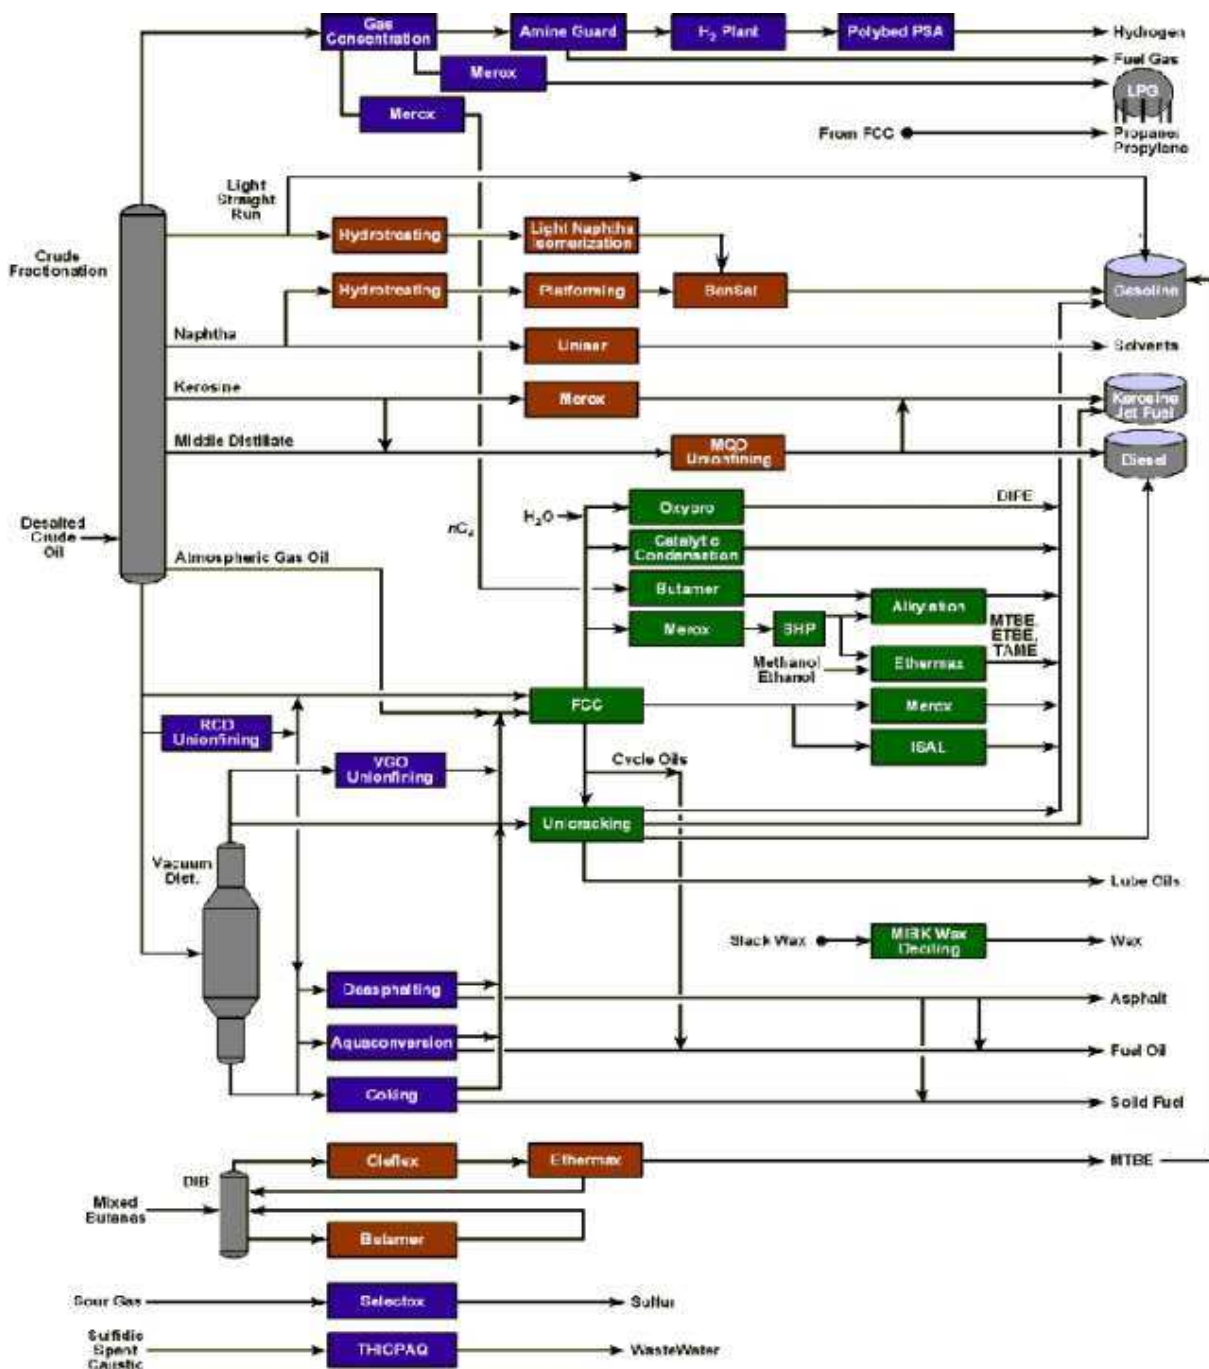 Gas
Concentration
Amine Guard
H₂ Plant
Polybed PSA
Hydrogen
Fuel Gas
Merox
LPG
Merox
From FCC
Propane/
Propylene
Light
Straight
Run
Hydrotreating
Light Naphtha
Isomerization
Crude
Fractionation
Hydrotreating
Platforming
BenSat
Gasoline
Naphtha
Unisar
Solvents
Kerosine
Merox
Kerosine
Jet Fuel
Middle Distillate
MQD
Unionfining
Diesel
Oxypro
DIPE
H₂O
nC₄
Desalted
Crude
Oil
Catalytic
Condensation
Atmospheric Gas Oil
Butamer
Alkylation
Merox
SHP
MTBE,
ETBE,
TAME
Methanol
Ethanol
Ethermax
FCC
Merox
RCD
Unionfining
ISAL
VGO
Unionfining
Cycle Oils
Unicracking
Vacuum
Dist.
Lube Oils
Slack Wax
MIBK Wax
Deoiling
Wax
Deasphalting
Asphalt
Aquaconversion
Fuel Oil
Coking
Solid Fuel
Oleflex
Ethermax
MTBE
DIB
Mixed
Butanes
Butamer
Sour Gas
Selectox
Sulfur
Sulfidic
Spent
Caustic
THIOPAQ
WasteWater